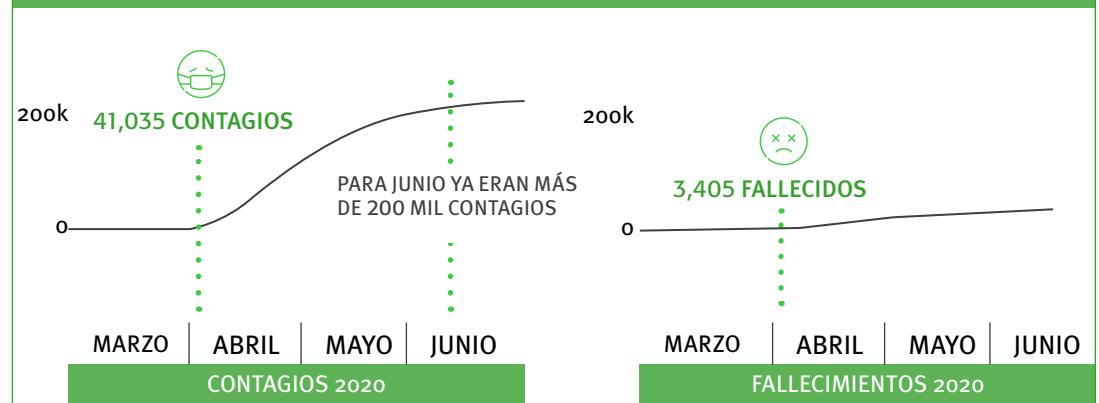 41,035 CONTAGIOS
200k
0
PARA JUNIO YA ERAN MÁS
DE 200 MIL CONTAGIOS
MARZO ABRIL MAYO JUNIO
CONTAGIOS 2020
200k
3,405 FALLECIDOS
0
MARZO ABRIL MAYO JUNIO
FALLECIMIENTOS 2020